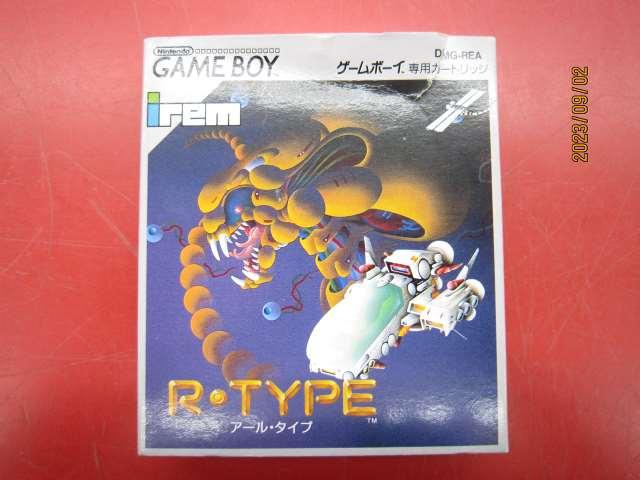 Nintendo
GAME BOY
DMG-REA
ゲームボーイ専用カートリッジ
irem
R·TYPE
TM
アール・タイプ
2023/09/02